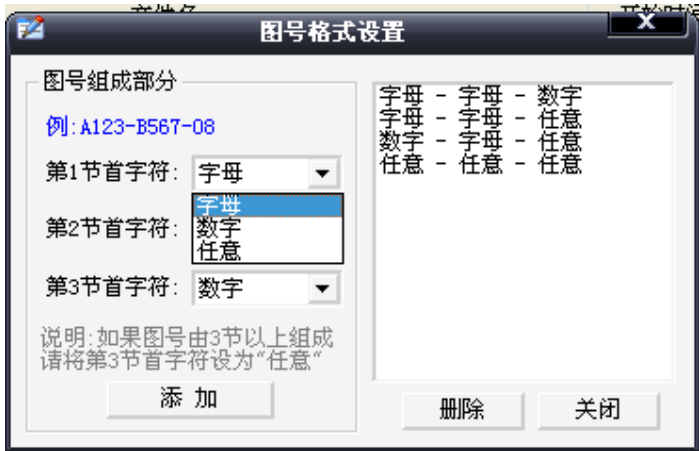 图号格式设置
X
图号组成部分
例:A123-B567-08
第1节首字符: 字母
字母
数字
任意
第2节首字符:
第3节首字符: 数字
说明:如果图号由3节以上组成
请将第3节首字符设为“任意”
添 加
字母 - 字母 - 数字
字母 - 字母 - 任意
数字 - 字母 - 任意
任意 - 任意 - 任意
删除
关闭